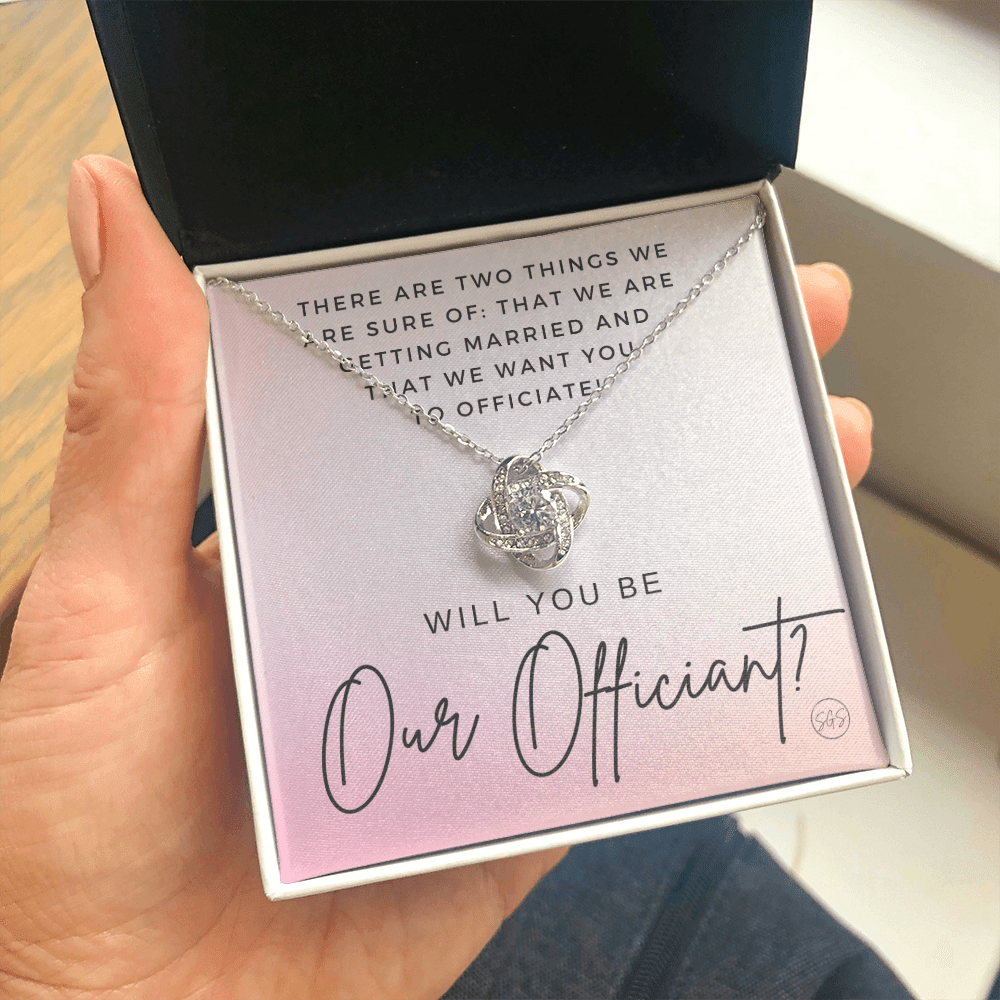 THERE ARE TWO THINGS WE
ARE SURE OF: THAT WE ARE
GETTING MARRIED AND
THAT WE WANT YOU
TO OFFICIATE!
WILL YOU BE
Our Officiant?
SGS